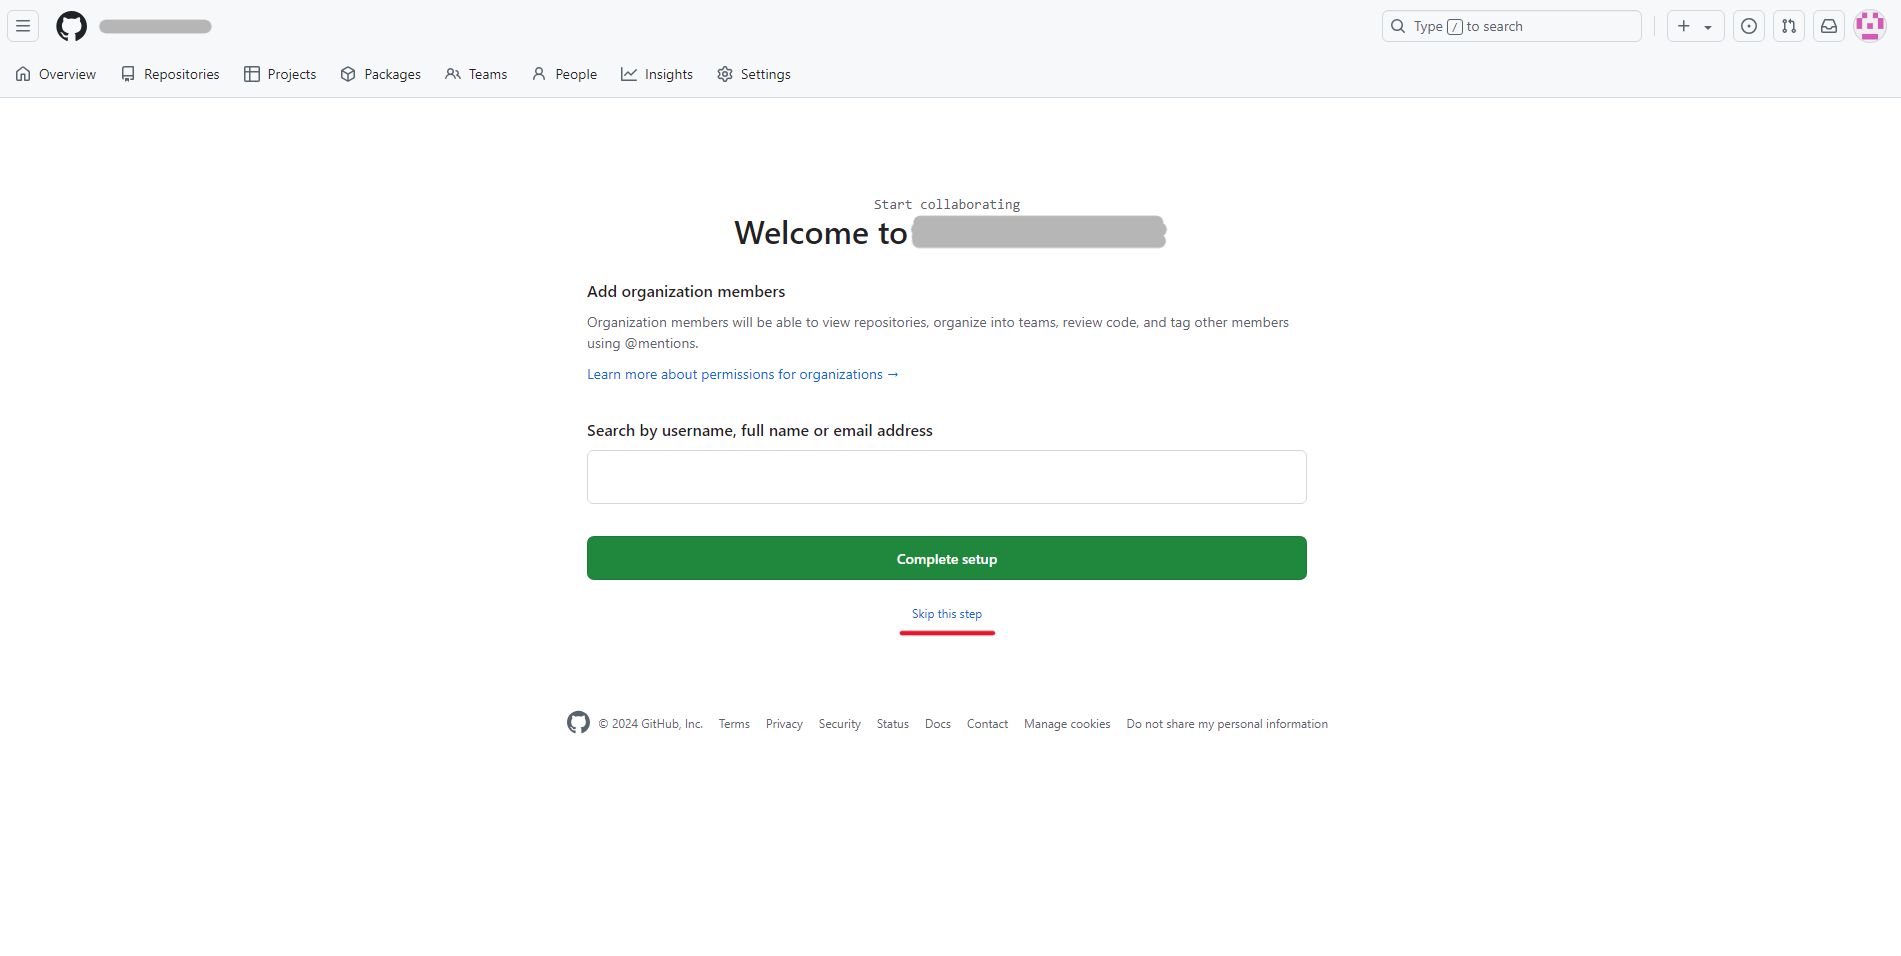 Type / to search
Overview Repositories Projects Packages Teams People Insights Settings
Start collaborating
Welcome to
Add organization members
Organization members will be able to view repositories, organize into teams, review code, and tag other members
using @mentions.
Learn more about permissions for organizations →
Search by username, full name or email address
Complete setup
Skip this step
© 2024 GitHub, Inc. Terms Privacy Security Status Docs Contact Manage cookies Do not share my personal information